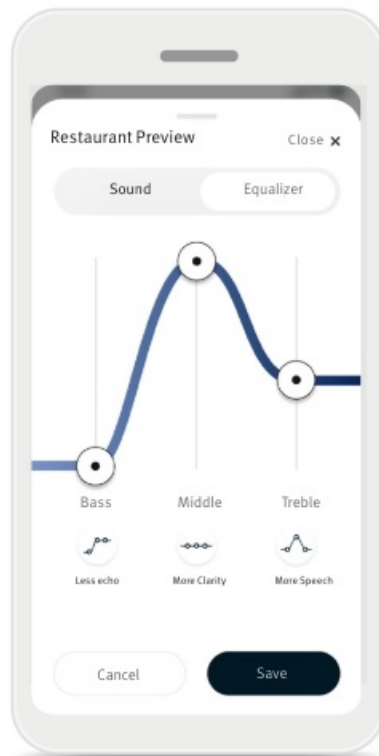 Restaurant Preview
Close ×
Sound Equalizer
Bass Middle Treble
Less echo More Clarity More Speech
Cancel Save